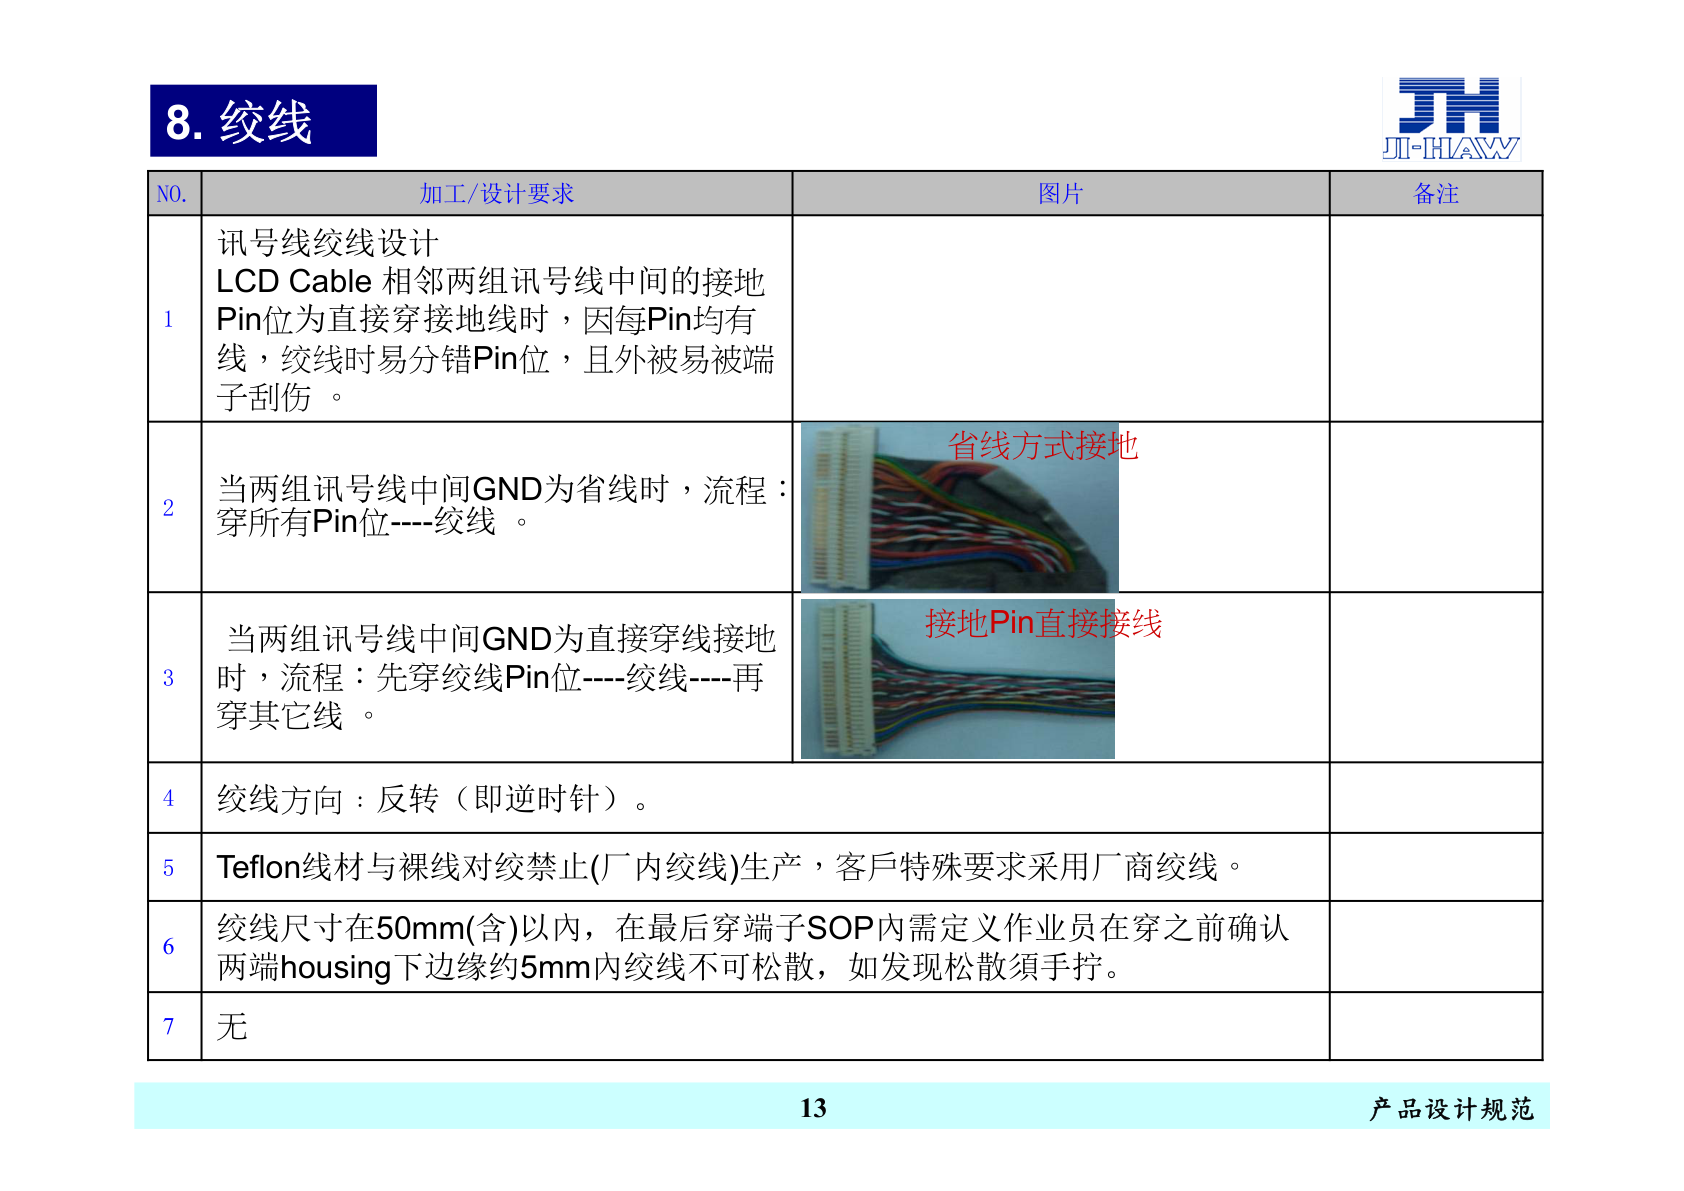 8. 绞线
JH
JI-HAW
NO. 加工/设计要求 图片 备注
1
讯号线绞线设计
LCD Cable 相邻两组讯号线中间的接地
Pin位为直接穿接地线时，因每Pin均有
线，绞线时易分错Pin位，且外被易被端
子刮伤 。
2
当两组讯号线中间GND为省线时，流程：
穿所有Pin位----绞线 。
省线方式接地
3
当两组讯号线中间GND为直接穿线接地
时，流程：先穿绞线Pin位----绞线----再
穿其它线 。
接地Pin直接接线
4 绞线方向：反转（即逆时针）。
5 Teflon线材与裸线对绞禁止(厂内绞线)生产，客戶特殊要求采用厂商绞线。
6
绞线尺寸在50mm(含)以內，在最后穿端子SOP內需定义作业员在穿之前确认
两端housing下边缘约5mm內绞线不可松散，如发现松散須手拧。
7 无
13 产品设计规范